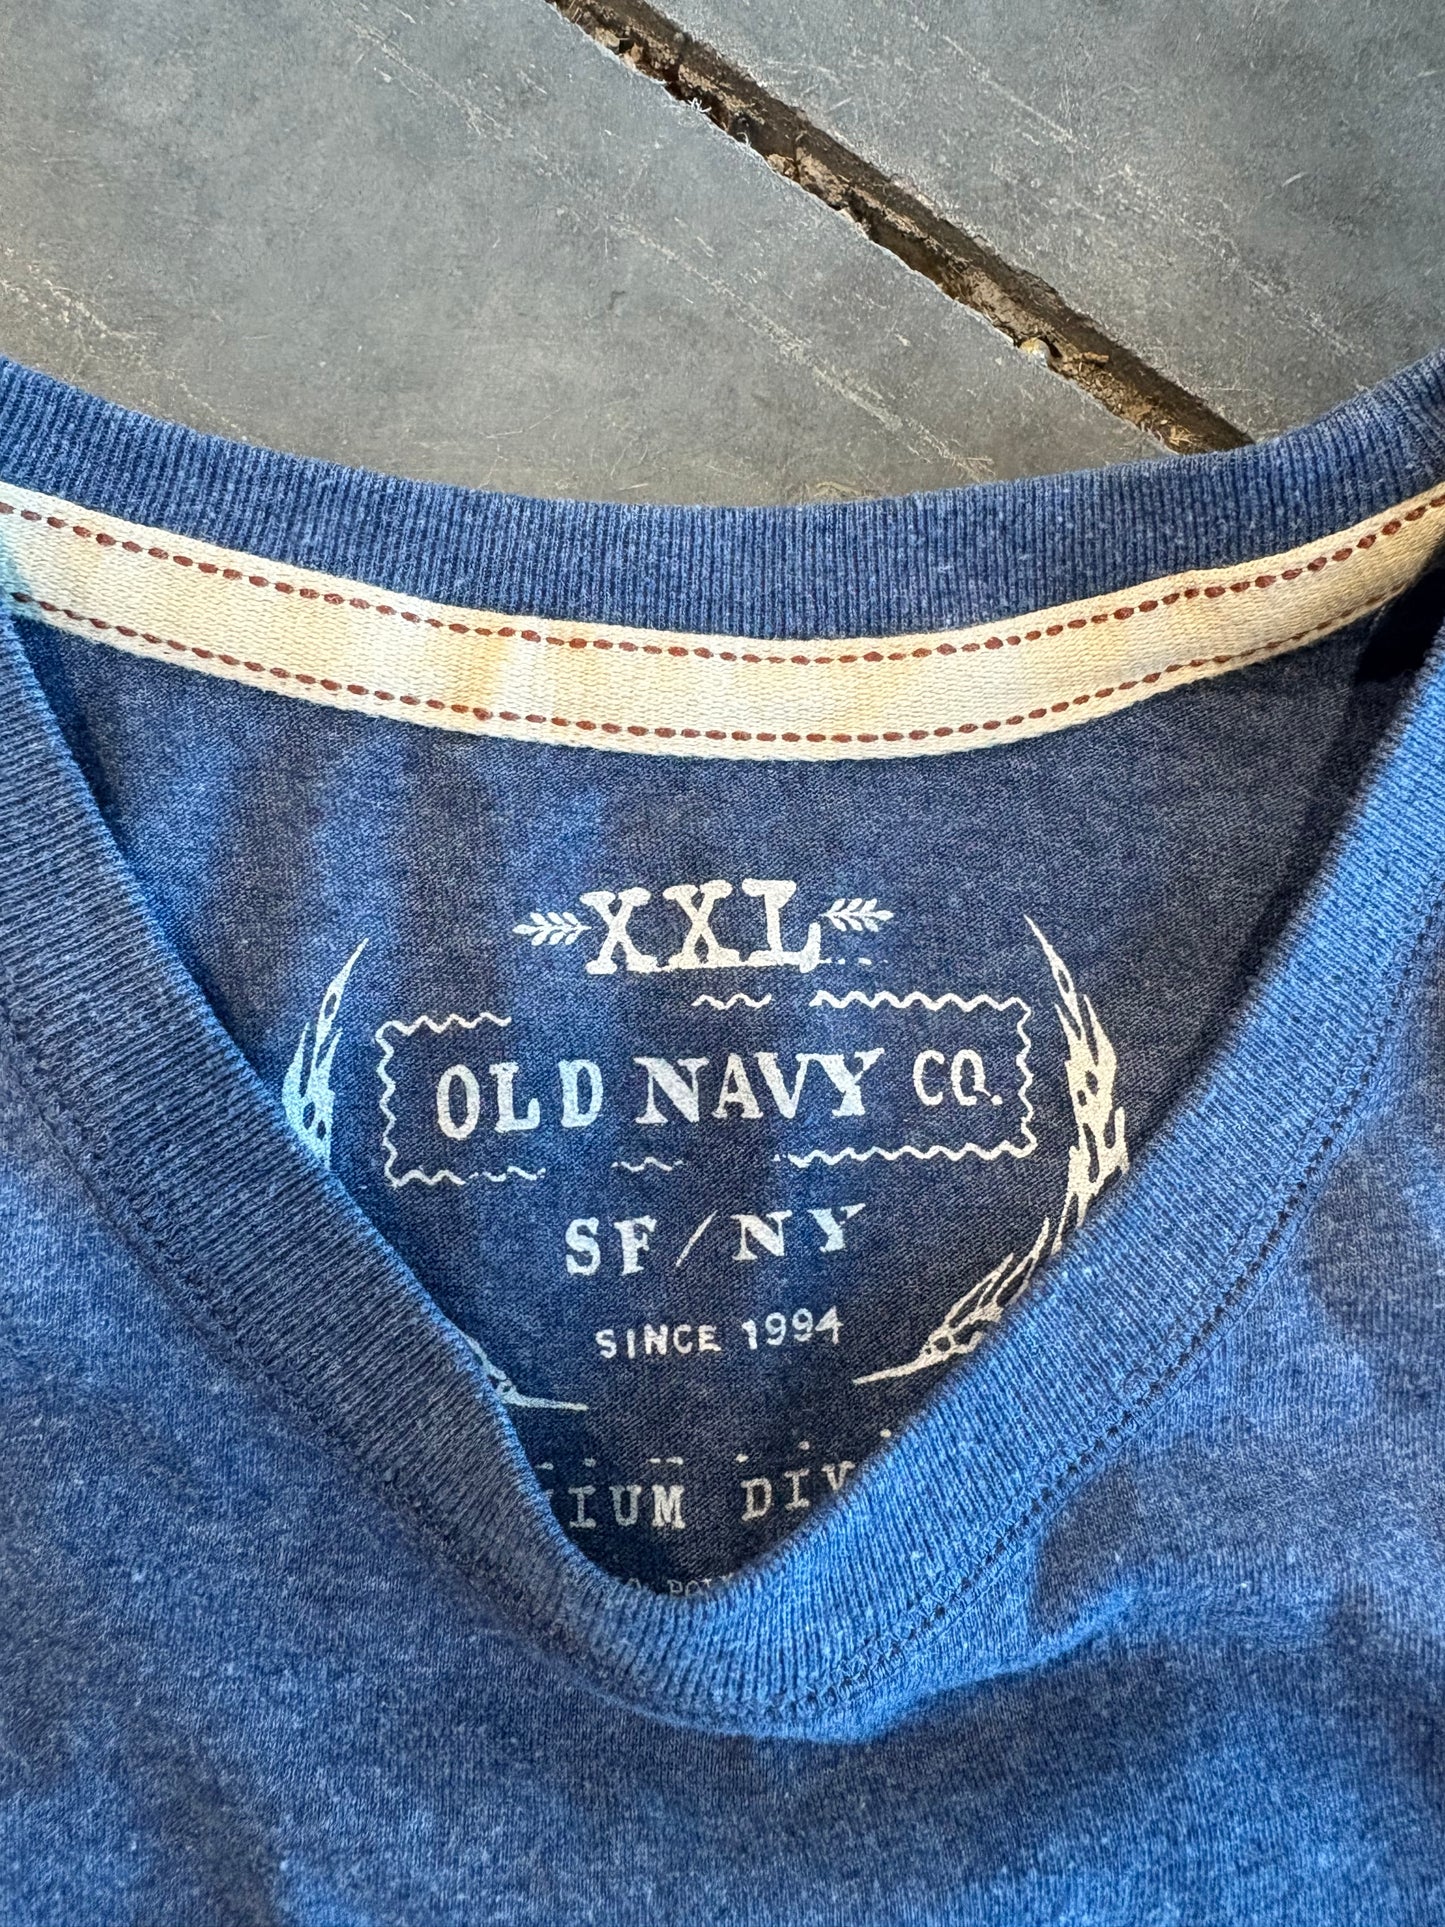 XXL
OLD NAVY CO.
SF/NY
SINCE 1994